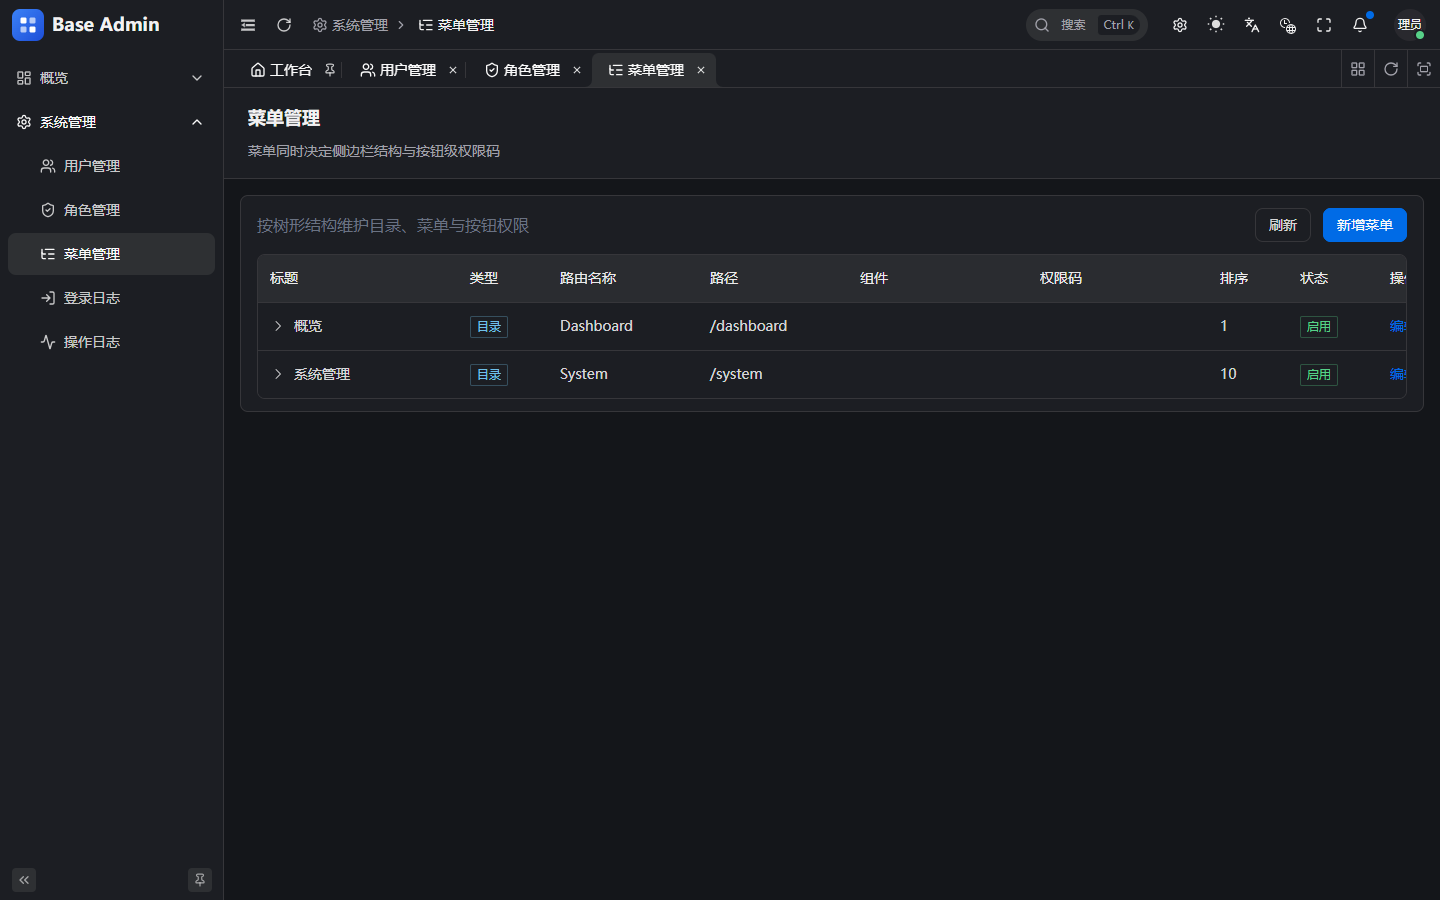 Base Admin
系统管理 > 菜单管理
搜索 Ctrl K
理员
概览
工作台
用户管理 ×
角色管理 ×
菜单管理 ×
系统管理
用户管理
角色管理
菜单管理
登录日志
操作日志
菜单管理
菜单同时决定侧边栏结构与按钮级权限码
按树形结构维护目录、菜单与按钮权限
刷新
新增菜单
标题 类型 路由名称 路径 组件 权限码 排序 状态 操
概览 目录 Dashboard /dashboard 1 启用 编
系统管理 目录 System /system 10 启用 编